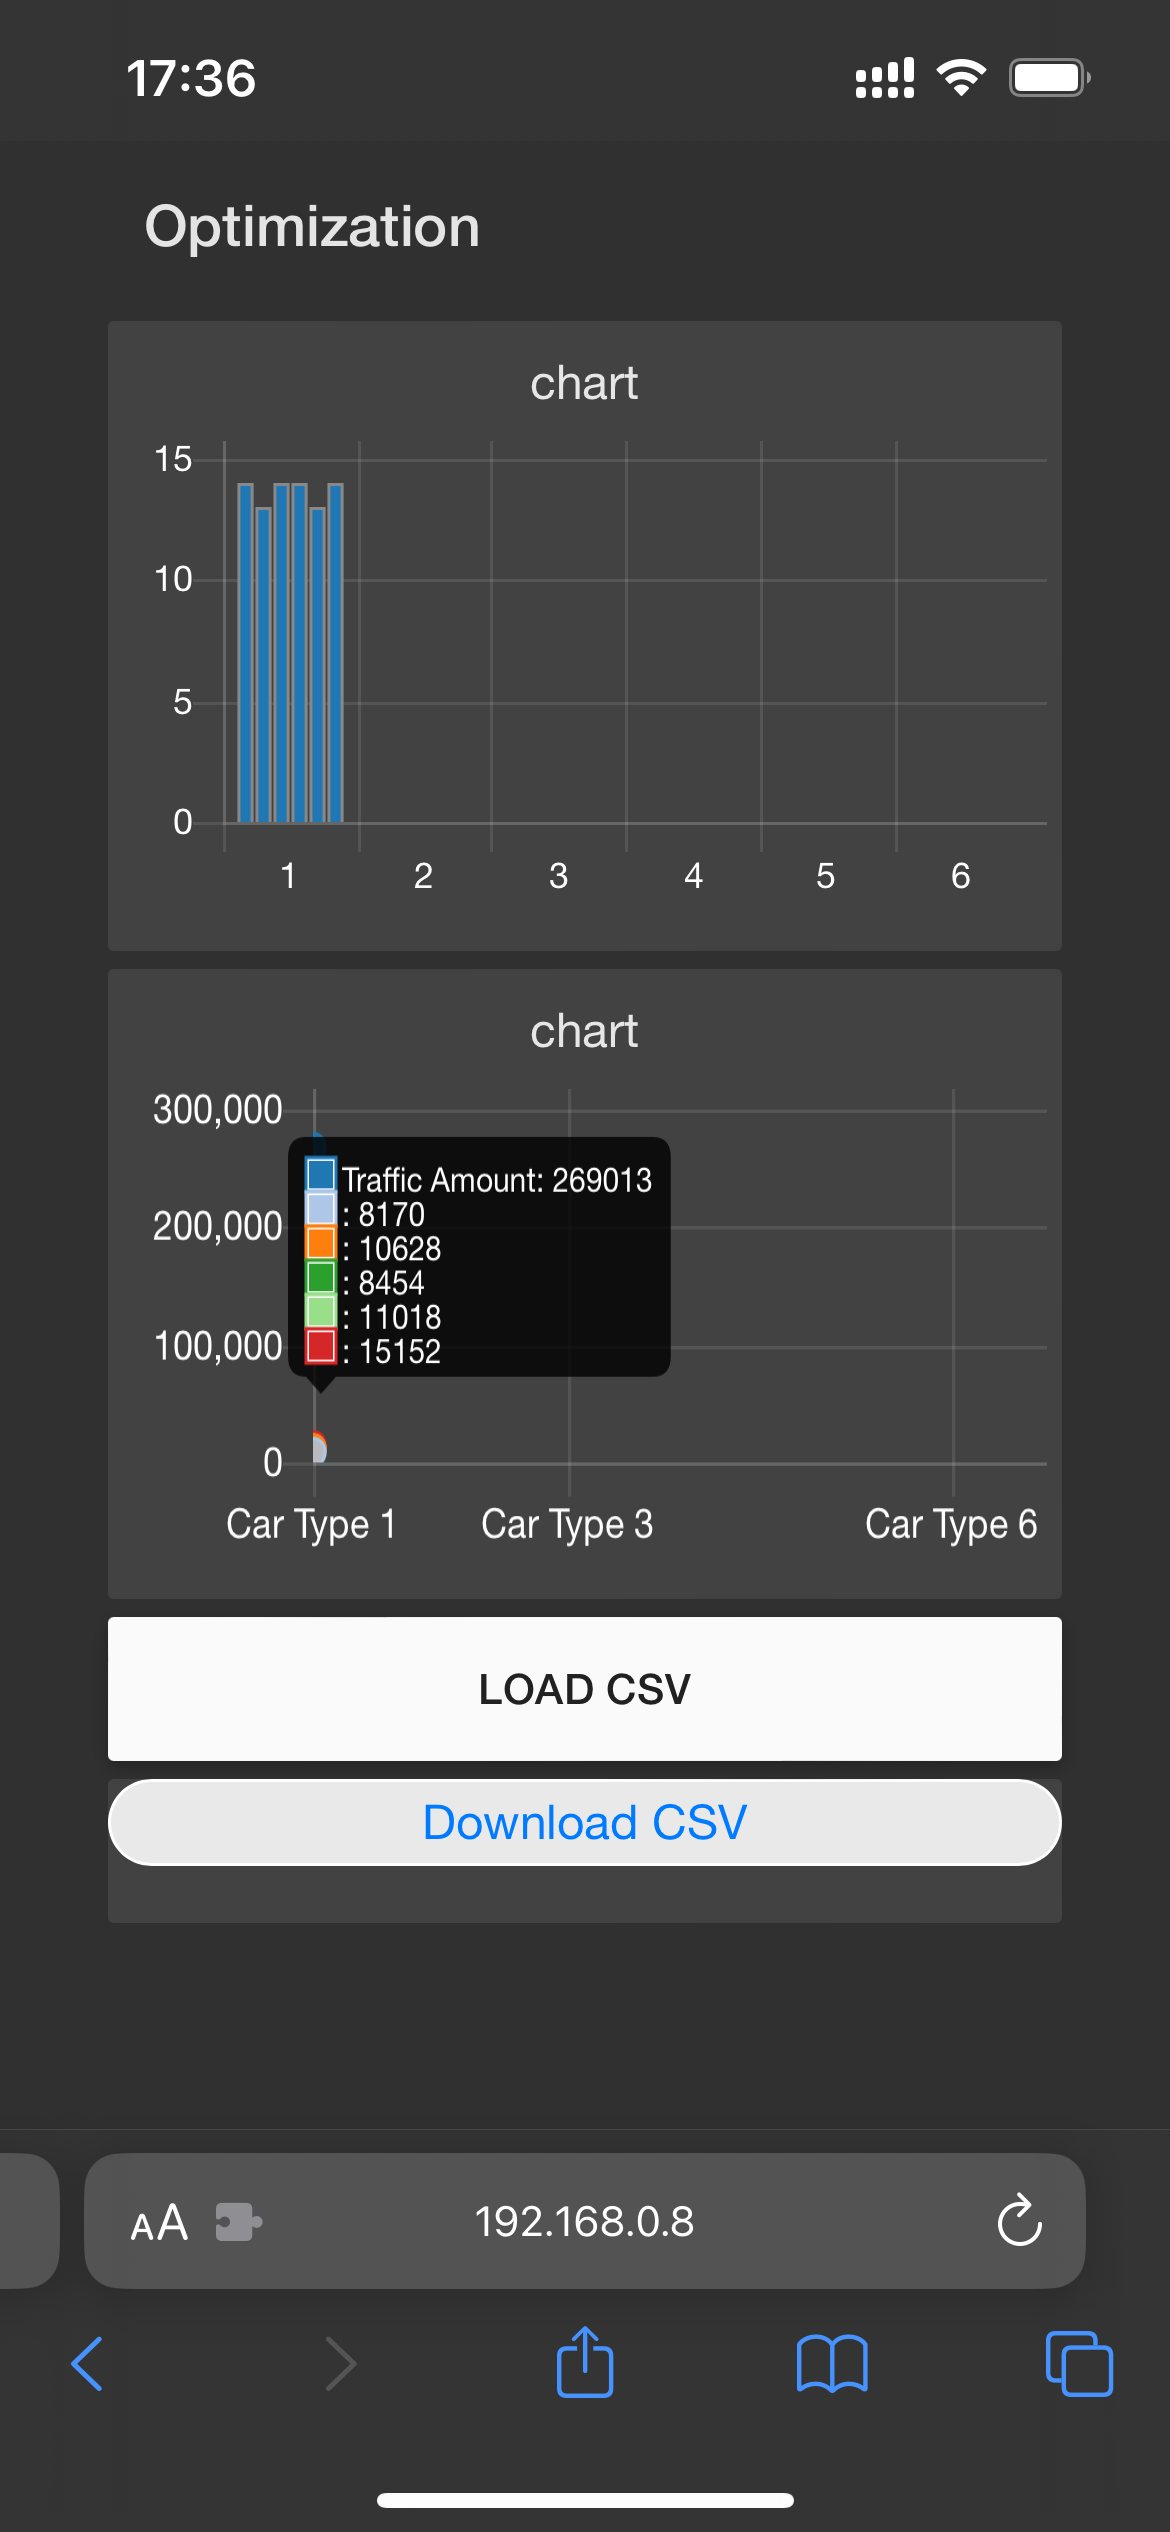 17:36
Optimization
chart
15
10
5
0
1 2 3 4 5 6
chart
300,000
Traffic Amount: 269013
: 8170
200,000
: 10628
: 8454
: 11018
100,000
: 15152
0
Car Type 1 Car Type 3 Car Type 6
LOAD CSV
Download CSV
AA 192.168.0.8